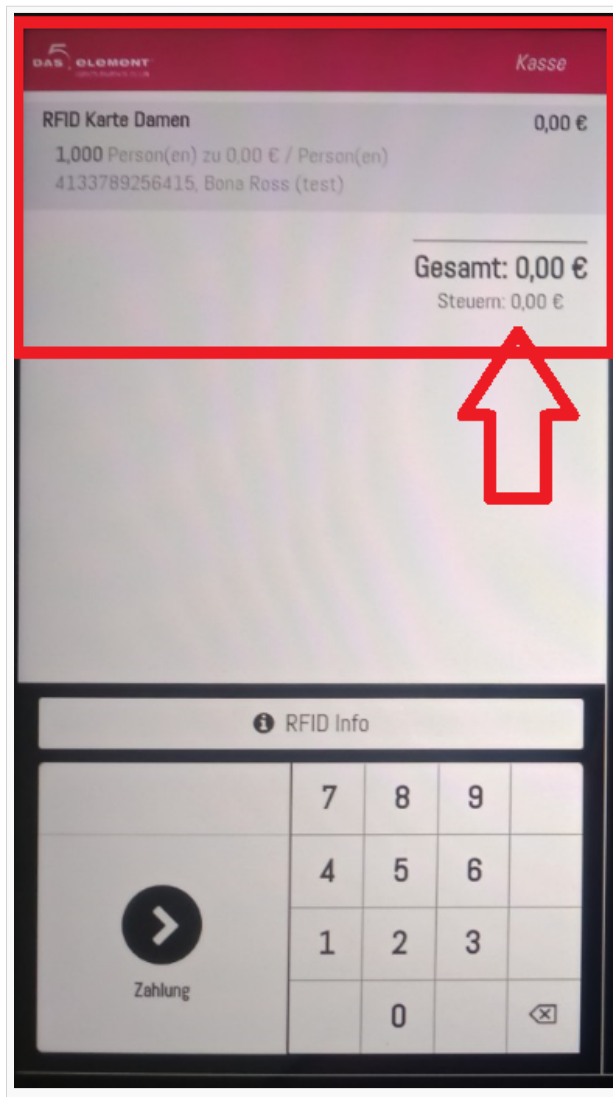 DAS 5 ELEMENT
Kasse
RFID Karte Damen 0,00 €
1,000 Person(en) zu 0,00 € / Person(en)
4133789256415, Bona Ross (test)
Gesamt: 0,00 €
Steuern: 0,00 €
RFID Info
7 8 9
4 5 6
1 2 3
Zahlung
0